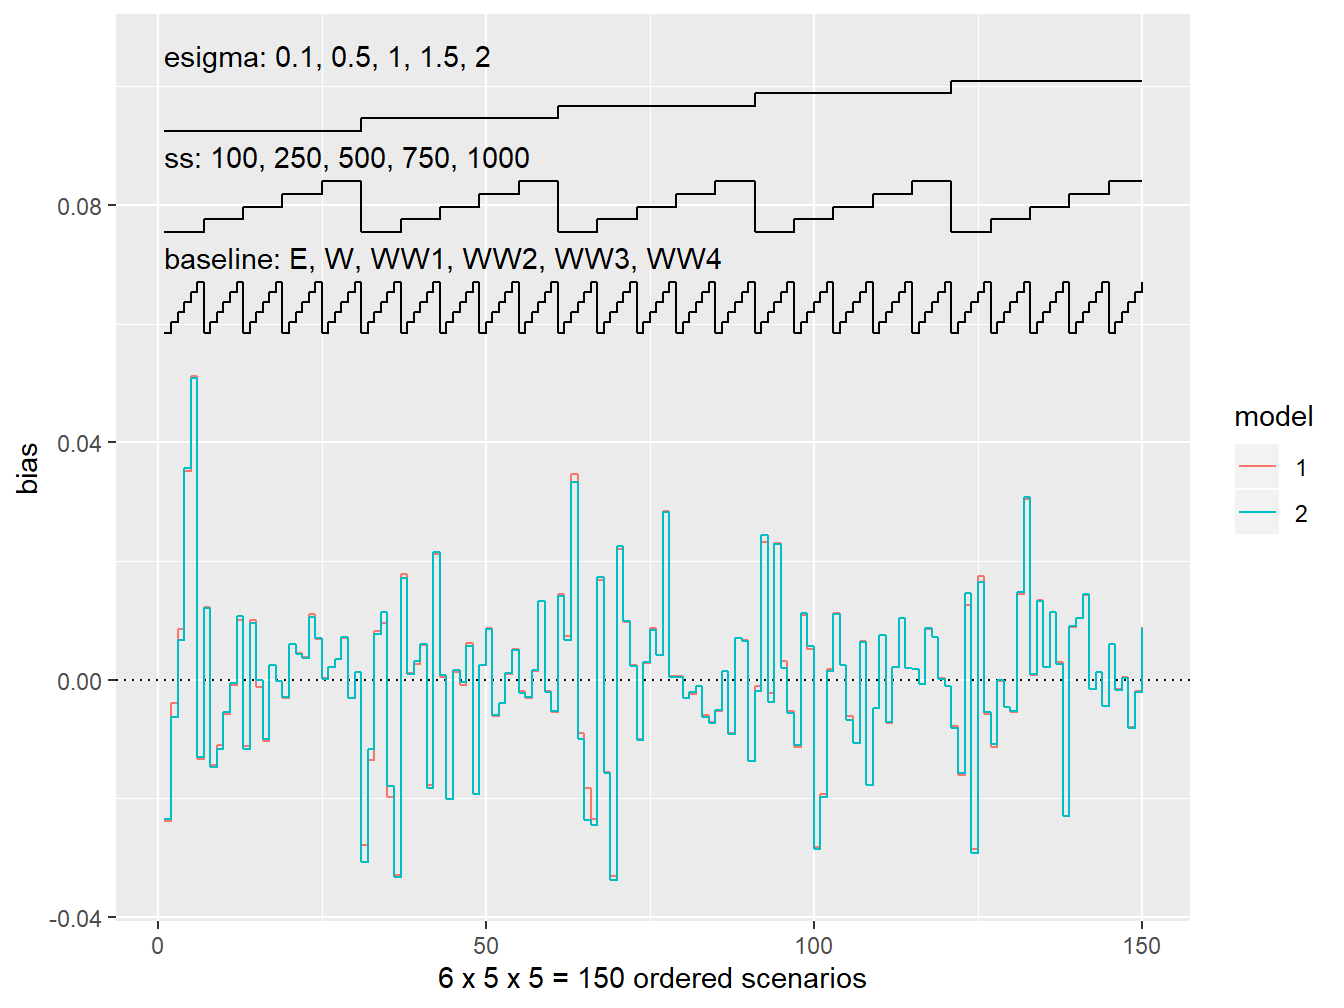 esigma: 0.1, 0.5, 1, 1.5, 2
ss: 100, 250, 500, 750, 1000
baseline: E, W, WW1, WW2, WW3, WW4
0.08
0.04
0.00
-0.04
bias
0
50
100
150
6 x 5 x 5 = 150 ordered scenarios
model
1
2